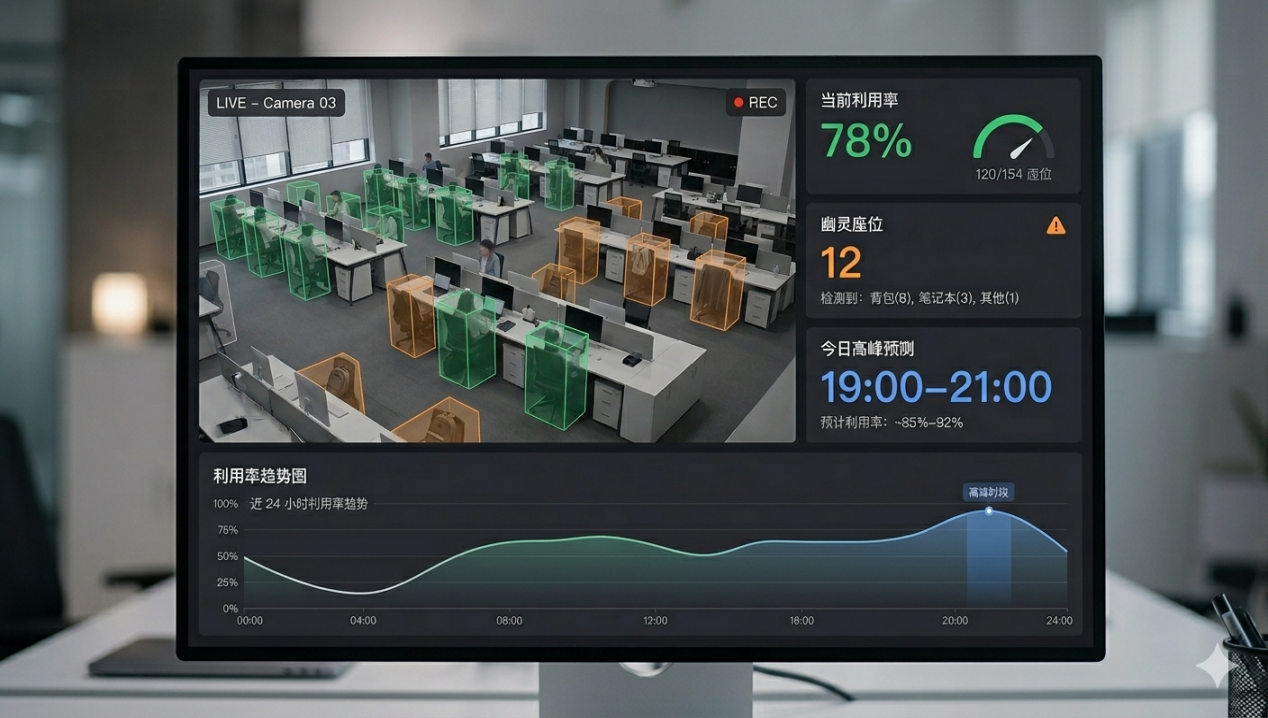 LIVE – Camera 03
REC
当前利用率
78%
120/154 座位
幽灵座位
12
检测到: 背包(8), 笔记本(3), 其他(1)
今日高峰预测
19:00–21:00
预计利用率: ~85%–92%
利用率趋势图
近 24 小时利用率趋势
100%
75%
50%
25%
0%
高峰时段
00:00 04:00 08:00 12:00 18:00 20:00 24:00